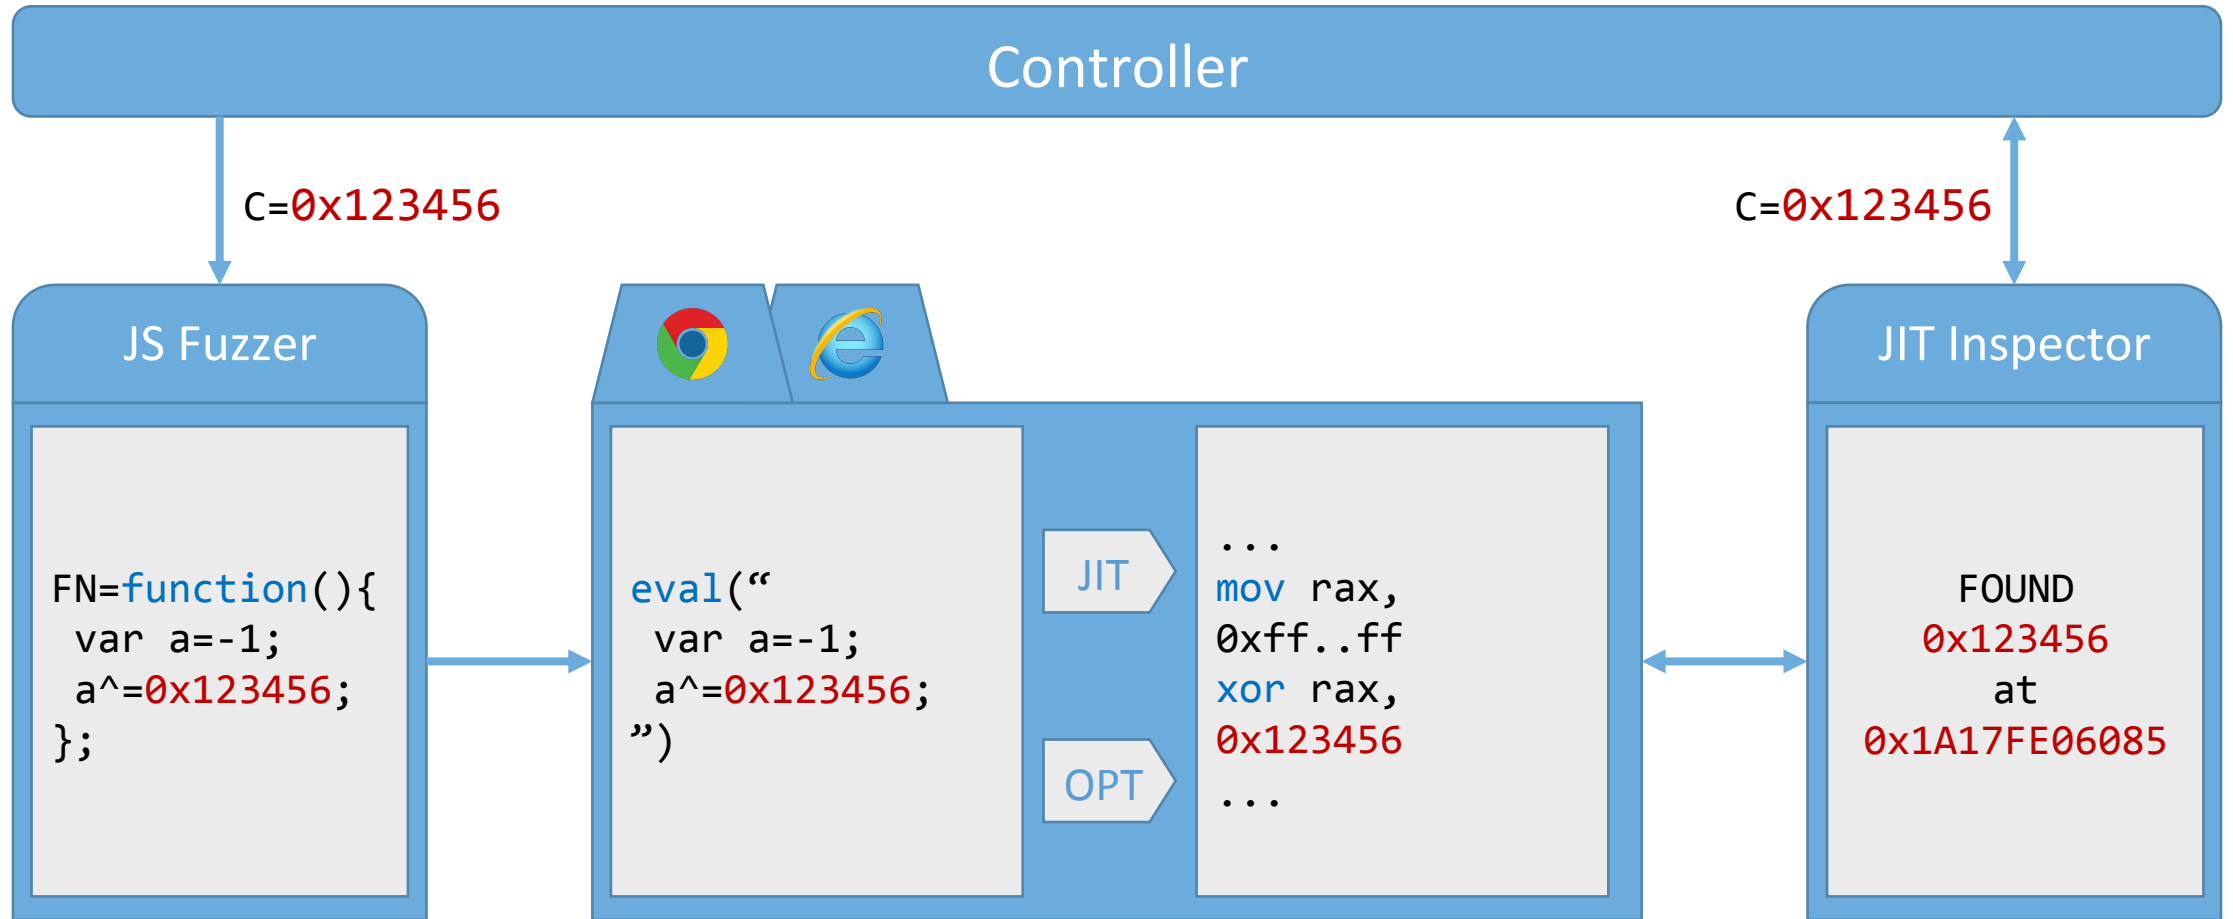 Controller
C=0x123456
C=0x123456
JS Fuzzer
FN=function(){
var a=-1;
a^=0x123456;
};
eval(“
var a=-1;
a^=0x123456;
”)
JIT
OPT
...
mov rax,
0xff..ff
xor rax,
0x123456
...
JIT Inspector
FOUND
0x123456
at
0x1A17FE06085